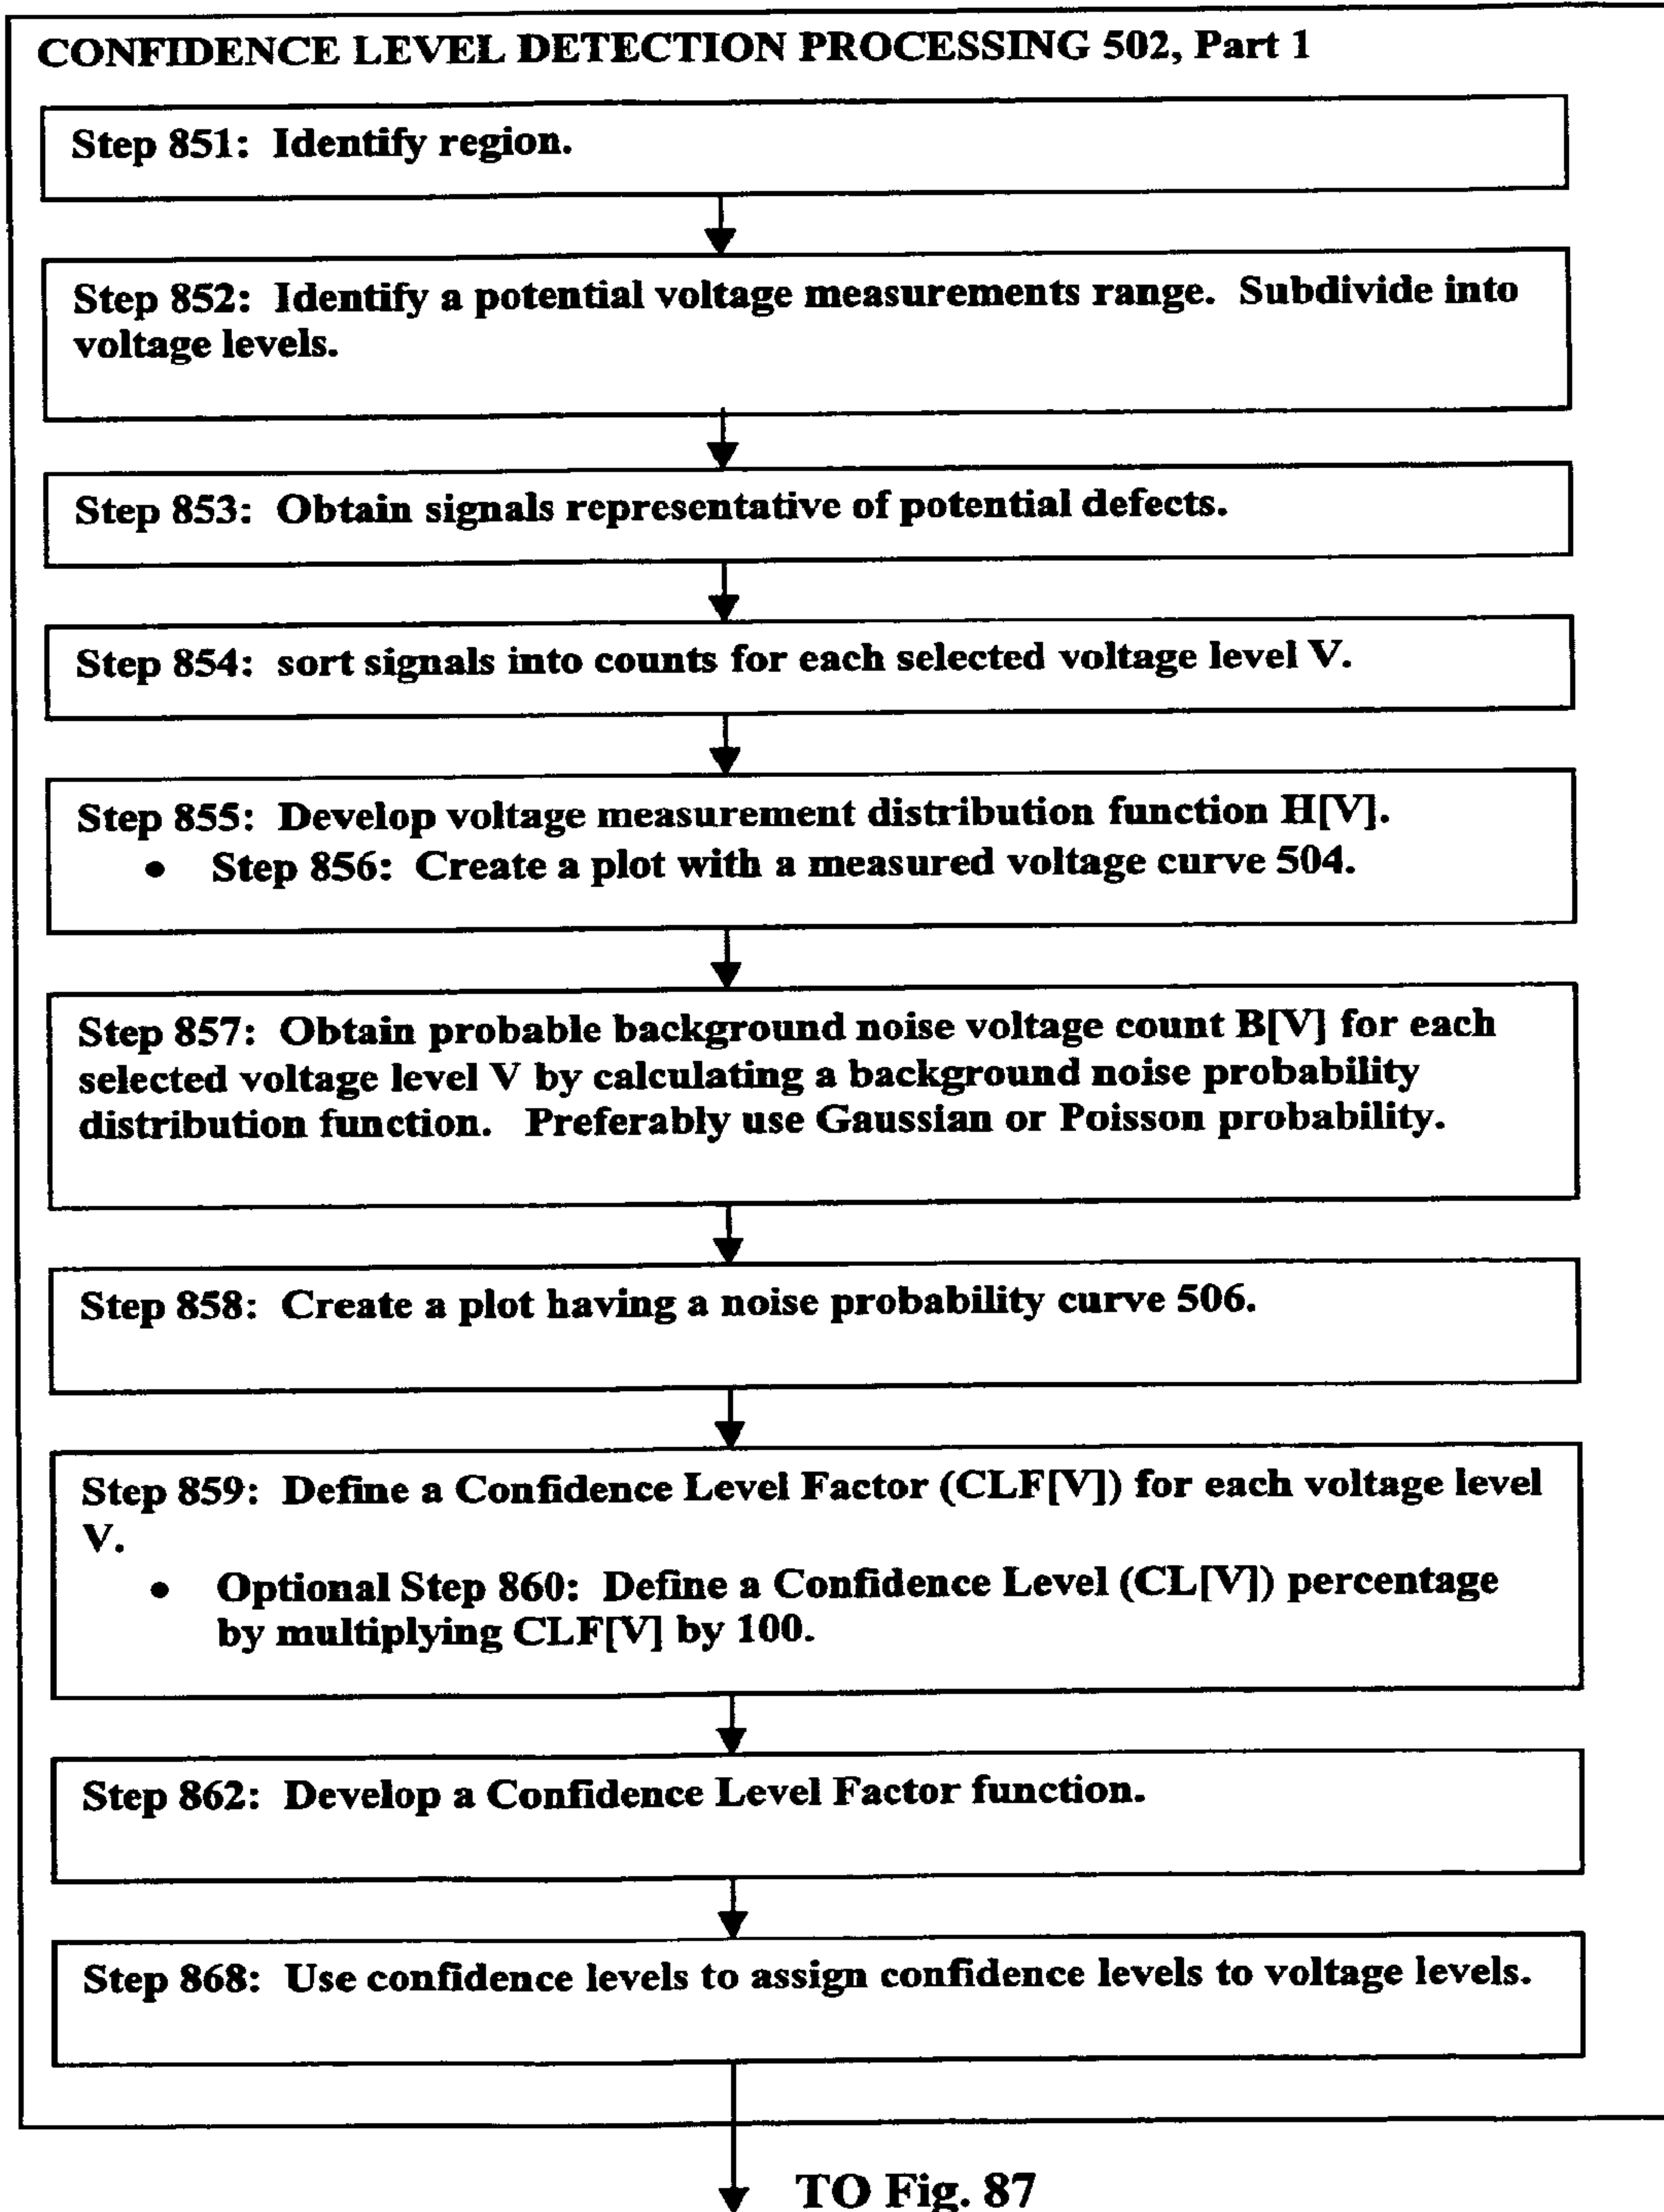 CONFIDENCE LEVEL DETECTION PROCESSING 502, Part 1
Step 851: Identify region.
Step 852: Identify a potential voltage measurements range. Subdivide into
voltage levels.
Step 853: Obtain signals representative of potential defects.
Step 854: sort signals into counts for each selected voltage level V.
Step 855: Develop voltage measurement distribution function H[V].
• Step 856: Create a plot with a measured voltage curve 504.
Step 857: Obtain probable background noise voltage count B[V] for each
selected voltage level V by calculating a background noise probability
distribution function. Preferably use Gaussian or Poisson probability.
Step 858: Create a plot having a noise probability curve 506.
Step 859: Define a Confidence Level Factor (CLF[V]) for each voltage level
V.
• Optional Step 860: Define a Confidence Level (CL[V]) percentage
by multiplying CLF[V] by 100.
Step 862: Develop a Confidence Level Factor function.
Step 868: Use confidence levels to assign confidence levels to voltage levels.
TO Fig. 87